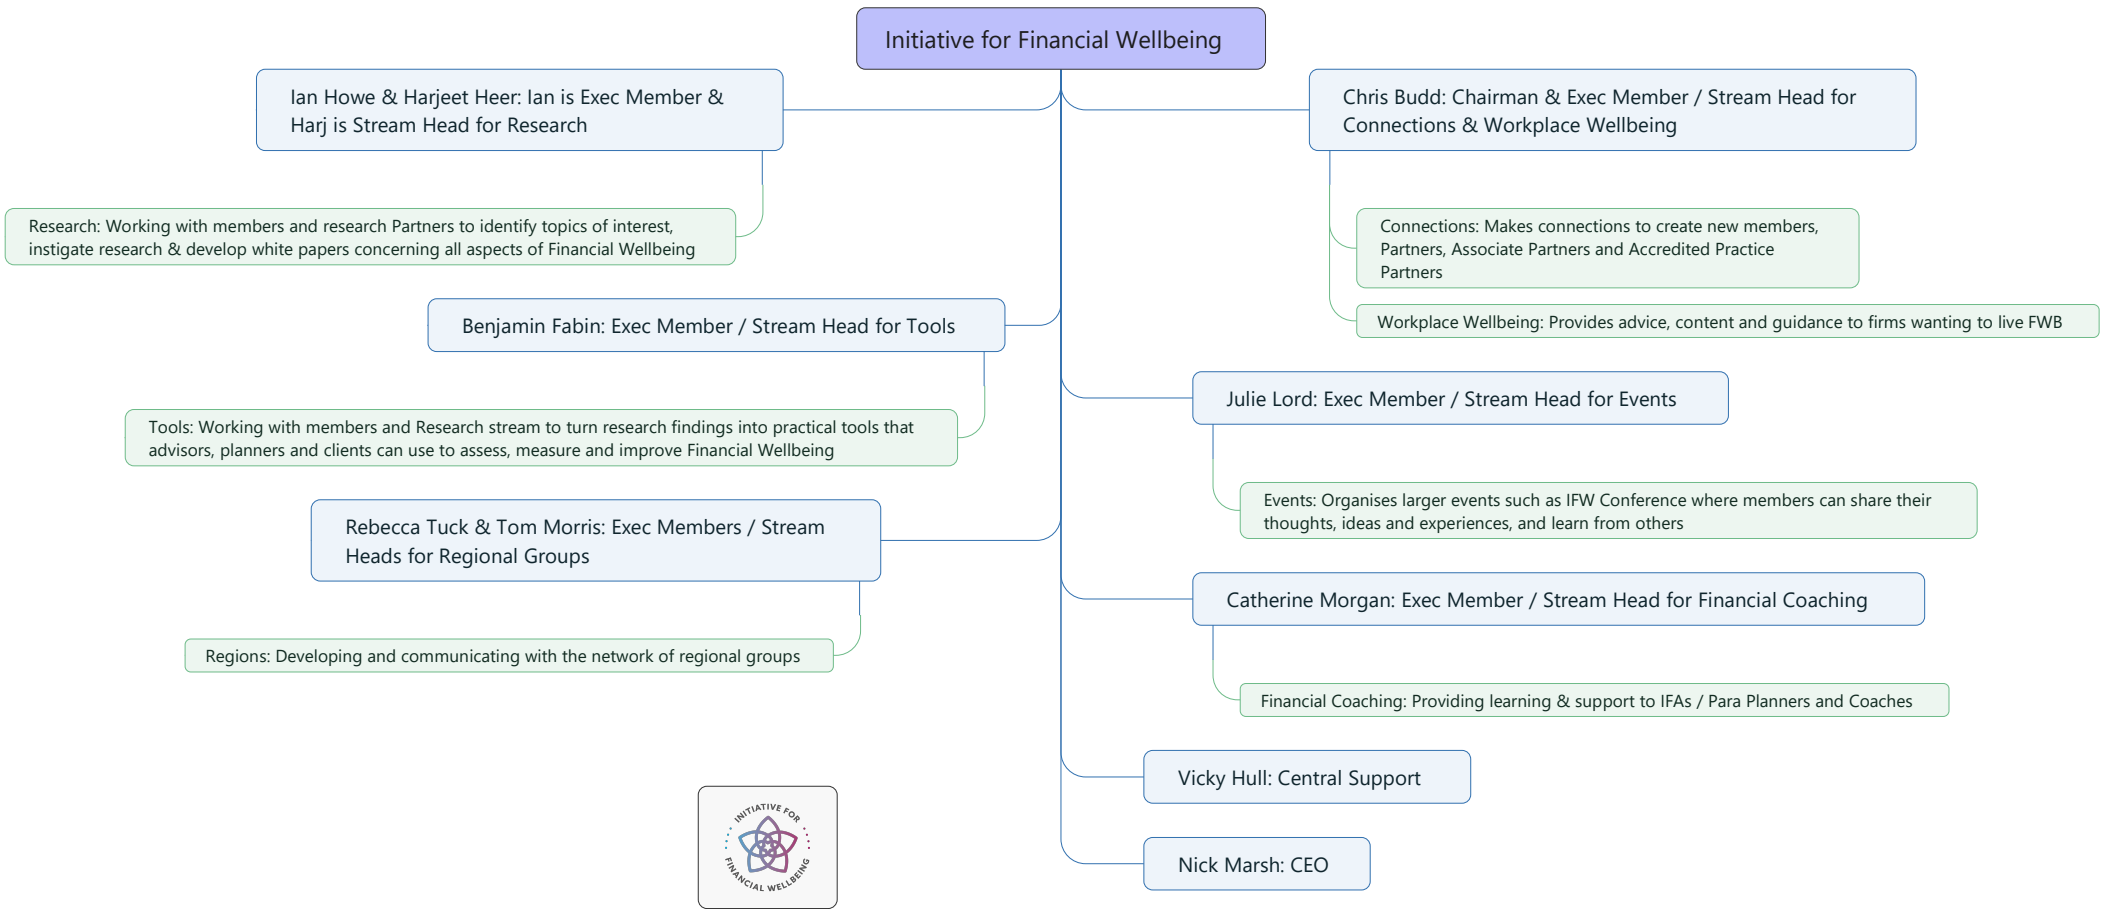 Initiative for Financial Wellbeing
Ian Howe & Harjeet Heer: Ian is Exec Member &
Harj is Stream Head for Research
Research: Working with members and research Partners to identify topics of interest,
instigate research & develop white papers concerning all aspects of Financial Wellbeing
Benjamin Fabin: Exec Member / Stream Head for Tools
Tools: Working with members and Research stream to turn research findings into practical tools that
advisors, planners and clients can use to assess, measure and improve Financial Wellbeing
Rebecca Tuck & Tom Morris: Exec Members / Stream
Heads for Regional Groups
Regions: Developing and communicating with the network of regional groups
Chris Budd: Chairman & Exec Member / Stream Head for
Connections & Workplace Wellbeing
Connections: Makes connections to create new members,
Partners, Associate Partners and Accredited Practice
Partners
Workplace Wellbeing: Provides advice, content and guidance to firms wanting to live FWB
Julie Lord: Exec Member / Stream Head for Events
Events: Organises larger events such as IFW Conference where members can share their
thoughts, ideas and experiences, and learn from others
Catherine Morgan: Exec Member / Stream Head for Financial Coaching
Financial Coaching: Providing learning & support to IFAs / Para Planners and Coaches
Vicky Hull: Central Support
Nick Marsh: CEO
INITIATIVE FOR
FINANCIAL WELLBEING